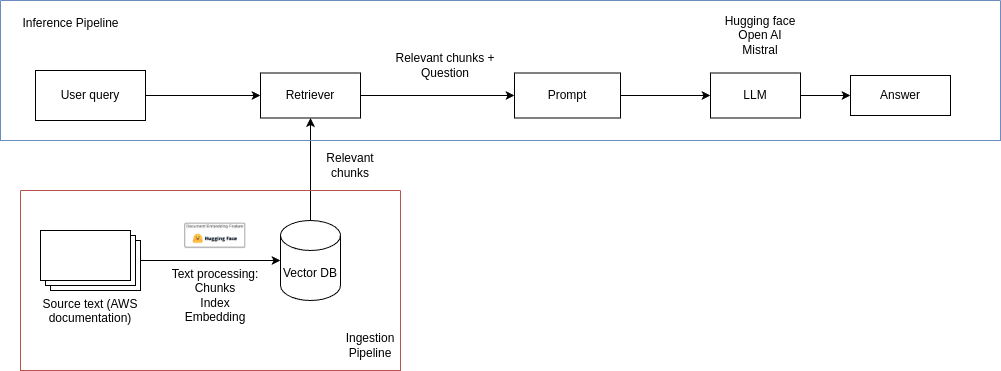 Inference Pipeline
Hugging face
Open AI
Mistral
Relevant chunks +
Question
User query
Retriever
Prompt
LLM
Answer
Relevant
chunks
Document Embedding Feature
Hugging Face
Vector DB
Text processing:
Chunks
Index
Embedding
Source text (AWS
documentation)
Ingestion
Pipeline